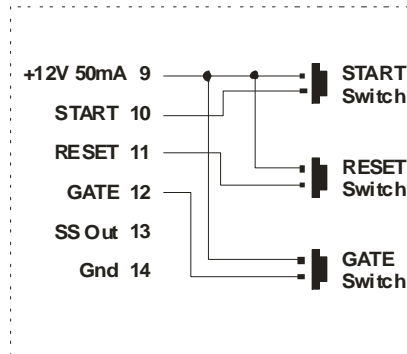 +12V 50mA 9
START 10
RESET 11
GATE 12
SS Out 13
Gnd 14
START
Switch
RESET
Switch
GATE
Switch